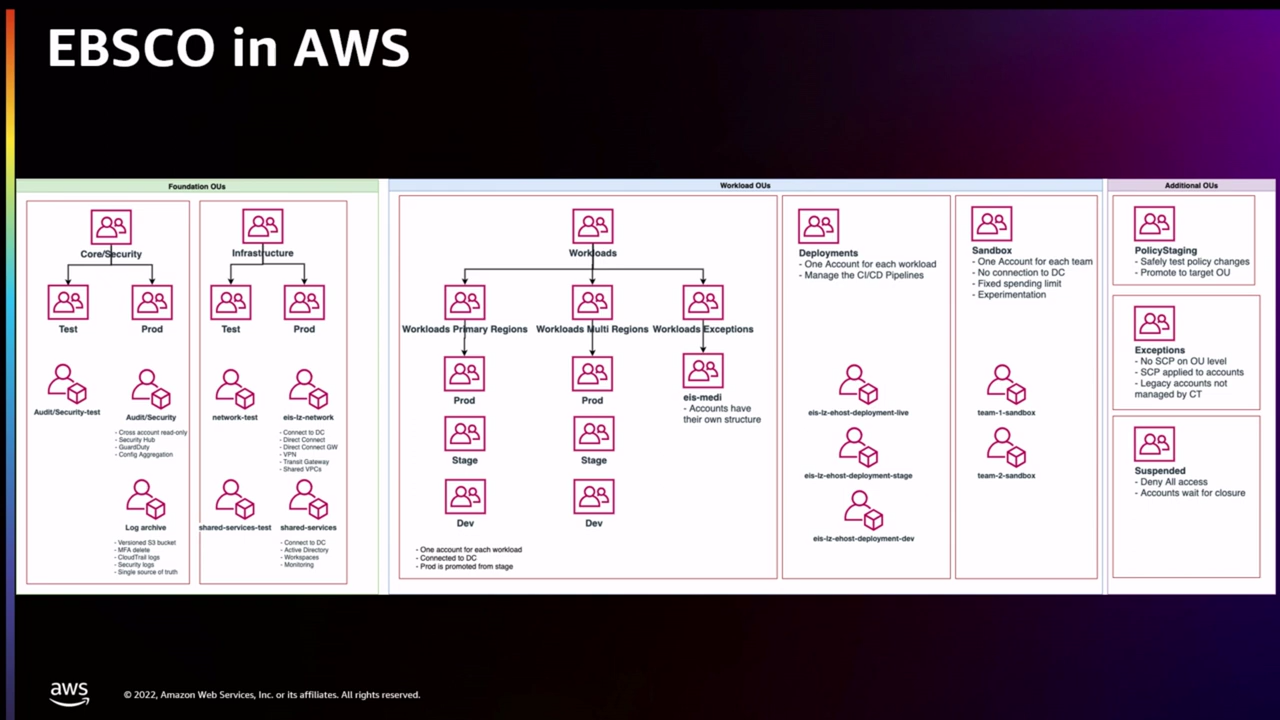 EBSCO in AWS
Foundation OUs
Core/Security
Test
Prod
Audit/Security-test
Audit/Security
- Cross account read-only
- Security Hub
- GuardDuty
- Config Aggregation
Log archive
- Versioned S3 bucket
- MFA delete
- CloudTrail logs
- Security logs
- Single source of truth
Infrastructure
Test
Prod
network-test
eis-lz-network
- Connect to DC
- Direct Connect
- Direct Connect GW
- VPN
- Transit Gateway
- Shared VPCs
shared-services-test
shared-services
- Connect to DC
- Active Directory
- Workspaces
- Monitoring
Workload OUs
Workloads
Workloads Primary Regions
Workloads Multi Regions
Workloads Exceptions
Prod
Stage
Dev
- One account for each workload
- Connected to DC
- Prod is promoted from stage
Prod
Stage
Dev
eis-medi
- Accounts have
their own structure
Deployments
- One Account for each workload
- Manage the CI/CD Pipelines
eis-lz-ehost-deployment-live
eis-lz-ehost-deployment-stage
eis-lz-ehost-deployment-dev
Sandbox
- One Account for each team
- No connection to DC
- Fixed spending limit
- Experimentation
team-1-sandbox
team-2-sandbox
Additional OUs
PolicyStaging
- Safely test policy changes
- Promote to target OU
Exceptions
- No SCP on OU level
- SCP applied to accounts
- Legacy accounts not
managed by CT
Suspended
- Deny All access
- Accounts wait for closure
aws
© 2022, Amazon Web Services, Inc. or its affiliates. All rights reserved.